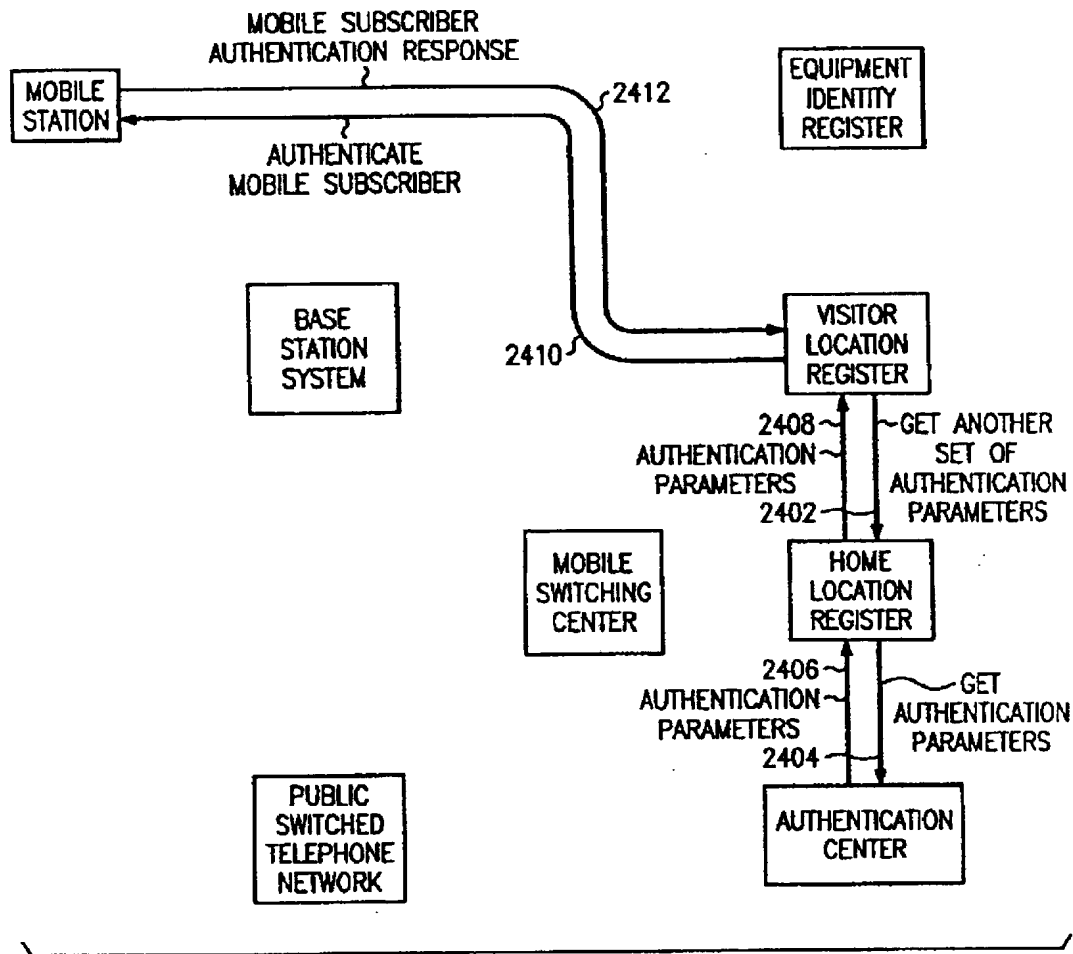 MOBILE SUBSCRIBER
AUTHENTICATION RESPONSE
MOBILE
STATION
2412
EQUIPMENT
IDENTITY
REGISTER
AUTHENTICATE
MOBILE SUBSCRIBER
BASE
STATION
SYSTEM
2410
VISITOR
LOCATION
REGISTER
2408
AUTHENTICATION
PARAMETERS
2402
GET ANOTHER
SET OF
AUTHENTICATION
PARAMETERS
MOBILE
SWITCHING
CENTER
HOME
LOCATION
REGISTER
2406
AUTHENTICATION
PARAMETERS
2404
GET
AUTHENTICATION
PARAMETERS
PUBLIC
SWITCHED
TELEPHONE
NETWORK
AUTHENTICATION
CENTER